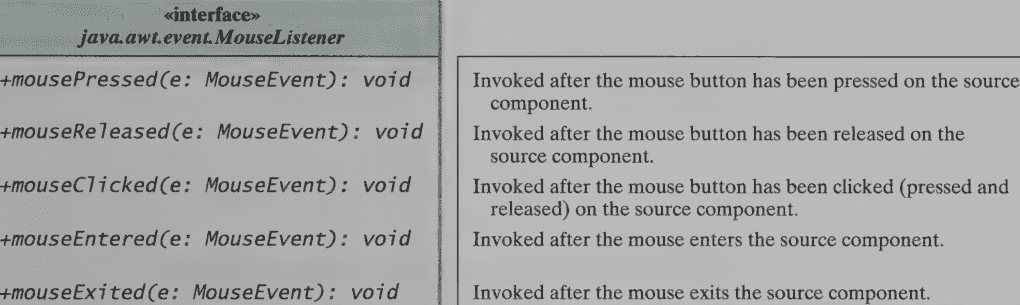 «interface»
java.awt.event.MouseListener
+mousePressed(e: MouseEvent): void
Invoked after the mouse button has been pressed on the source
component.
+mouseReleased(e: MouseEvent): void
Invoked after the mouse button has been released on the
source component.
+mouseClicked(e: MouseEvent): void
Invoked after the mouse button has been clicked (pressed and
released) on the source component.
+mouseEntered(e: MouseEvent): void
Invoked after the mouse enters the source component.
+mouseExited(e: MouseEvent): void
Invoked after the mouse exits the source component.